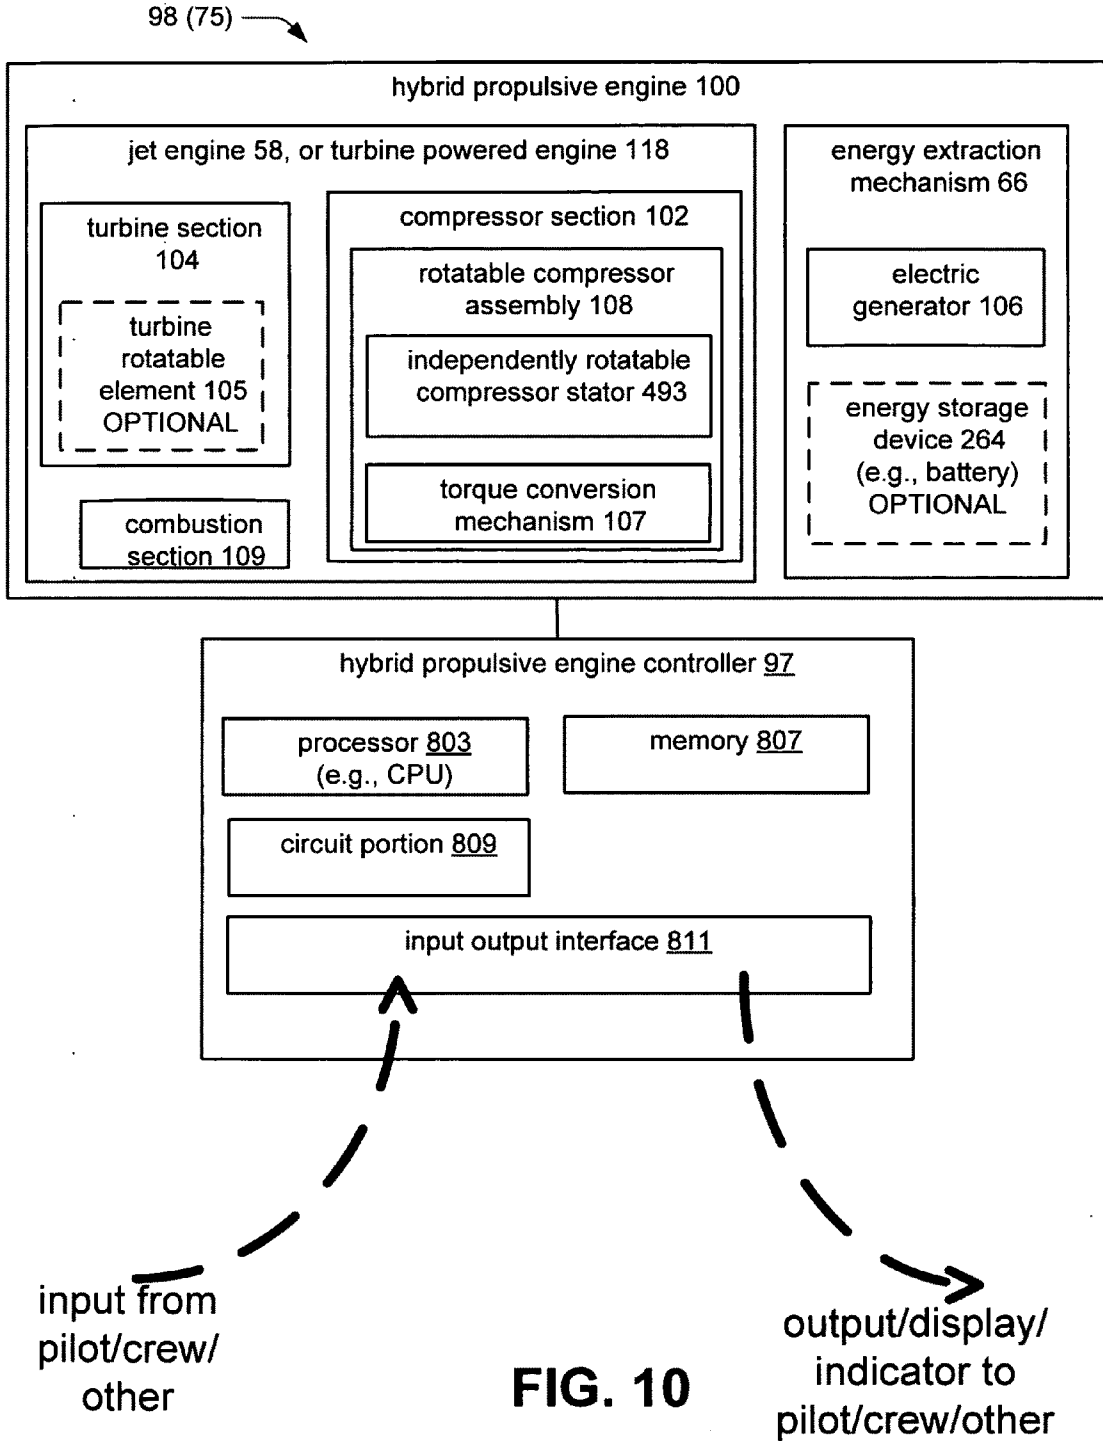 98 (75)
hybrid propulsive engine 100
jet engine 58, or turbine powered engine 118
turbine section
104
turbine
rotatable
element 105
OPTIONAL
combustion
section 109
compressor section 102
rotatable compressor
assembly 108
independently rotatable
compressor stator 493
torque conversion
mechanism 107
energy extraction
mechanism 66
electric
generator 106
energy storage
device 264
(e.g., battery)
OPTIONAL
hybrid propulsive engine controller 97
processor 803
(e.g., CPU)
memory 807
circuit portion 809
input output interface 811
input from
pilot/crew/
other
output/display/
indicator to
pilot/crew/other
FIG. 10